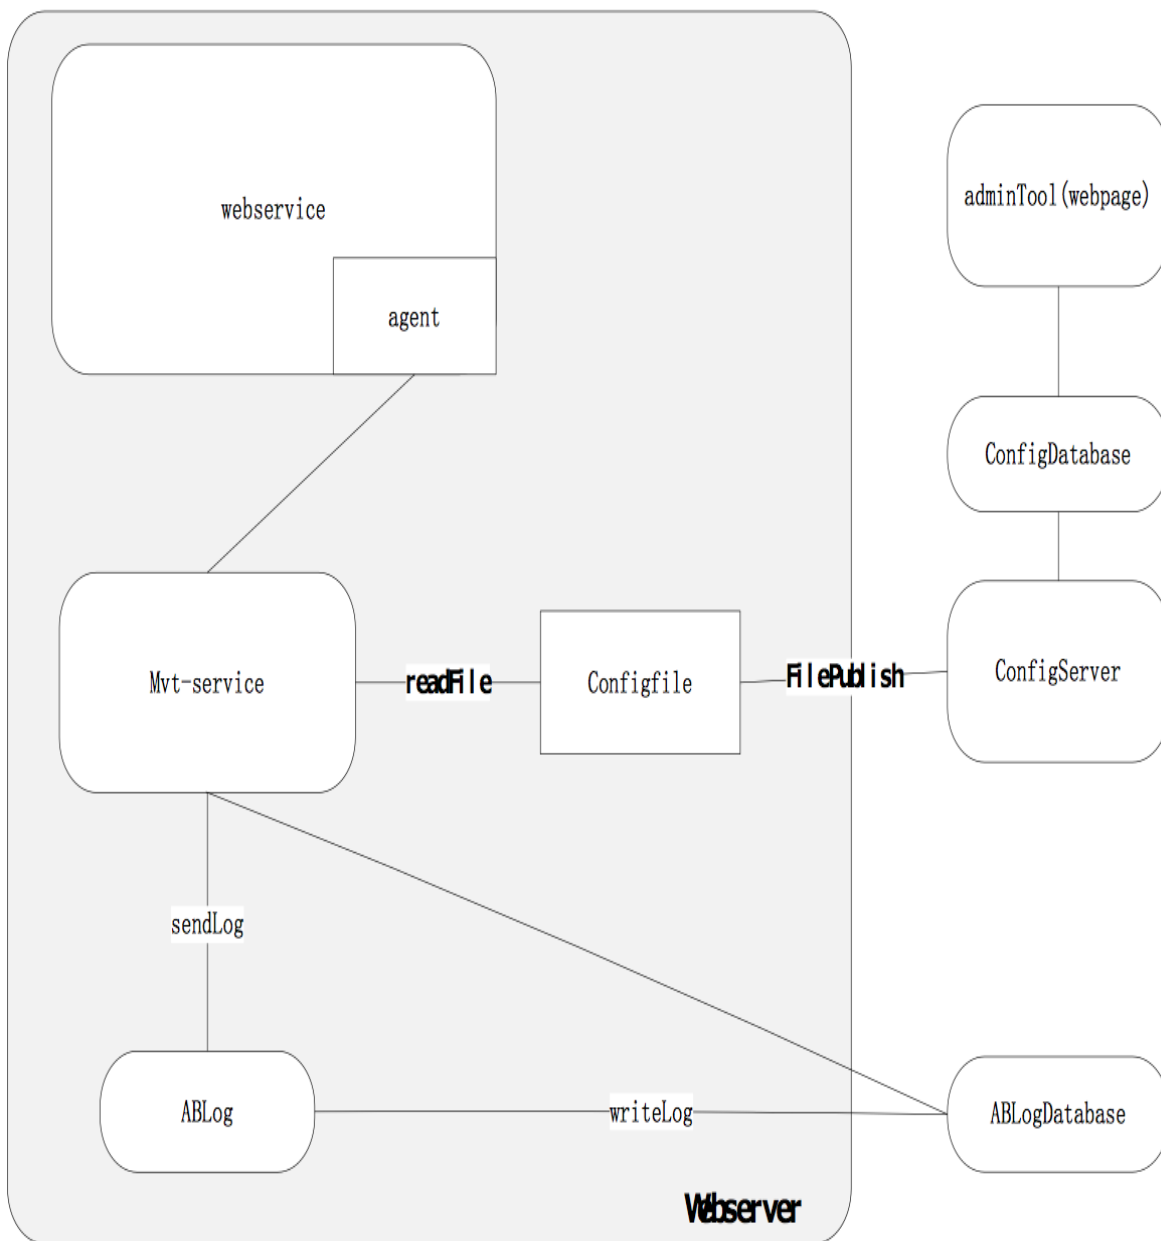 webservice
adminTool(webpage)
agent
ConfigDatabase
Mvt-service
readFile
Configfile
FilePublish
ConfigServer
sendLog
ABLog
writeLog
ABLogDatabase
Webserver